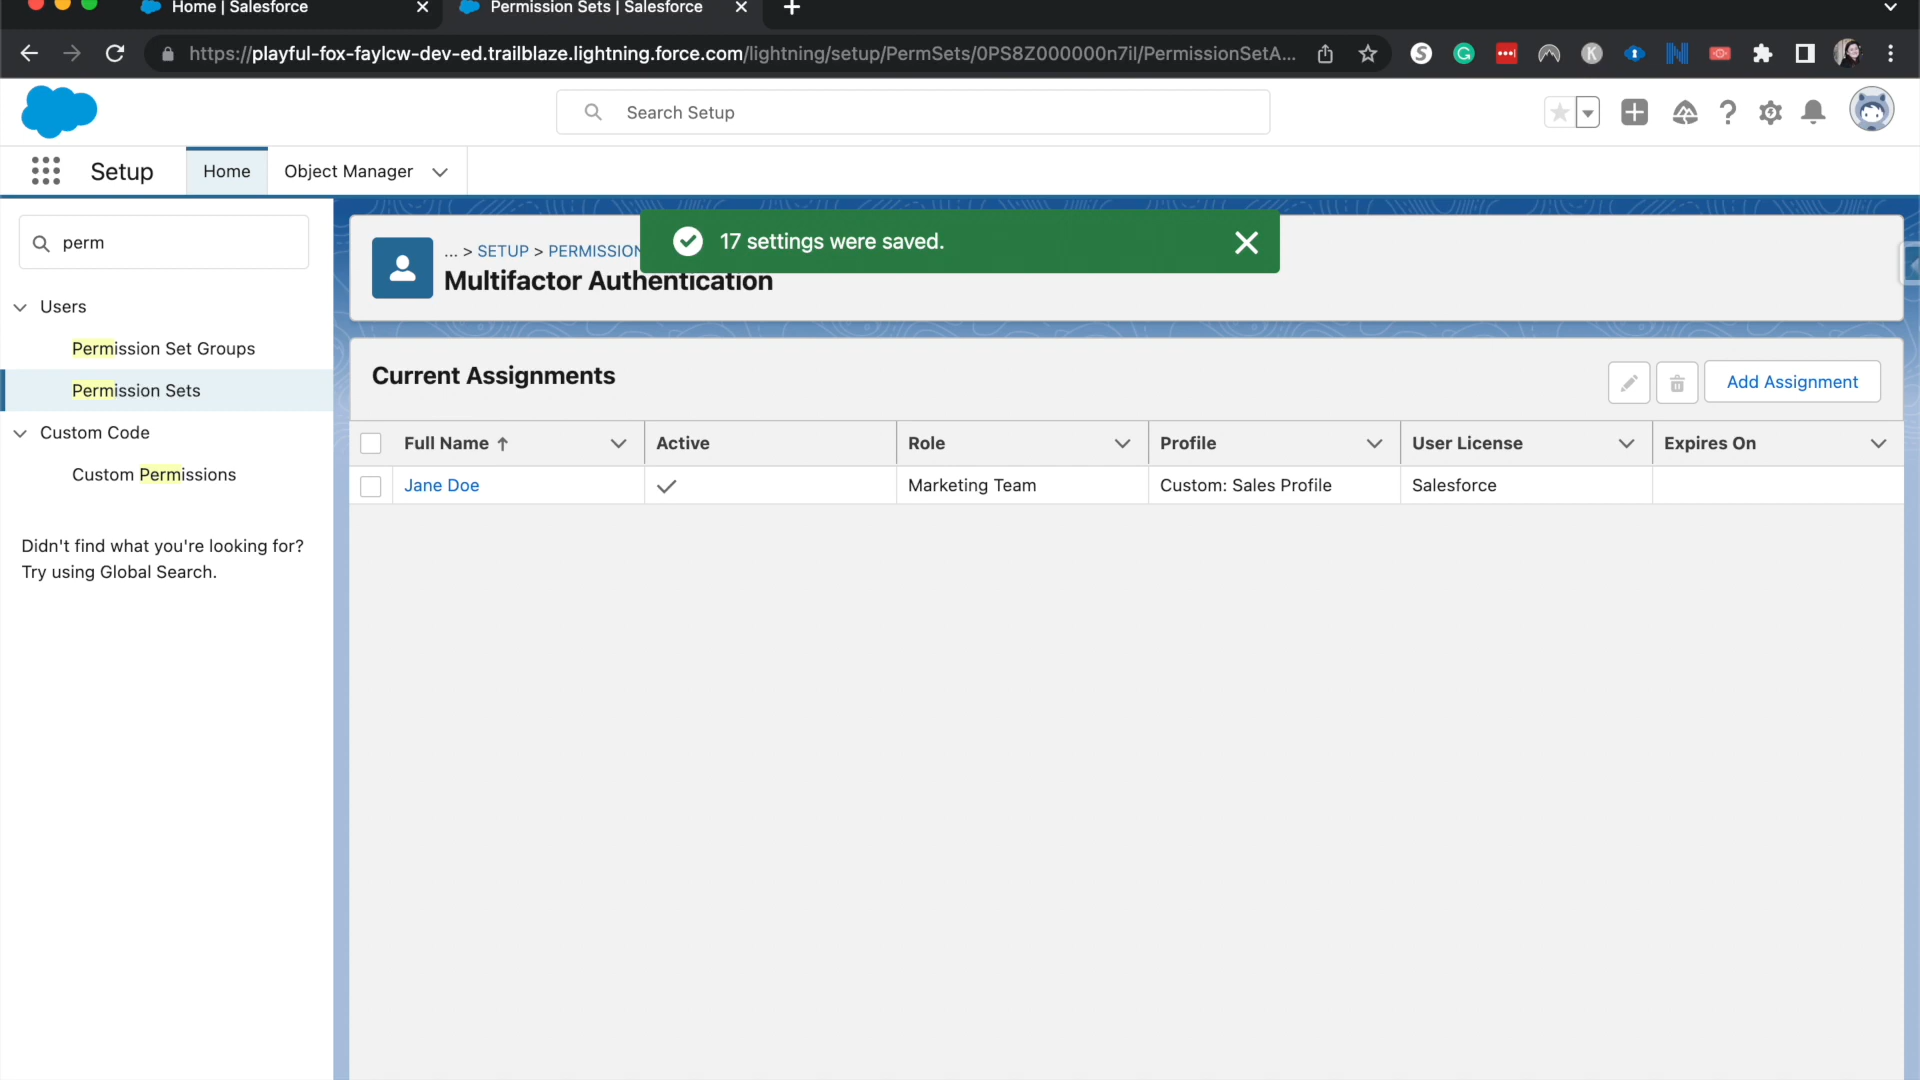 Home | Salesforce
Permission Sets | Salesforce
https://playful-fox-faylcw-dev-ed.trailblaze.lightning.force.com/lightning/setup/PermSets/0PS8Z000000n7il/PermissionSetA...
Search Setup
Setup
Home
Object Manager
perm
17 settings were saved.
... > SETUP > PERMISSION
Multifactor Authentication
Users
Permission Set Groups
Permission Sets
Custom Code
Custom Permissions
Didn't find what you're looking for?
Try using Global Search.
Current Assignments
Add Assignment
Full Name Active Role Profile User License Expires On
Jane Doe Marketing Team Custom: Sales Profile Salesforce